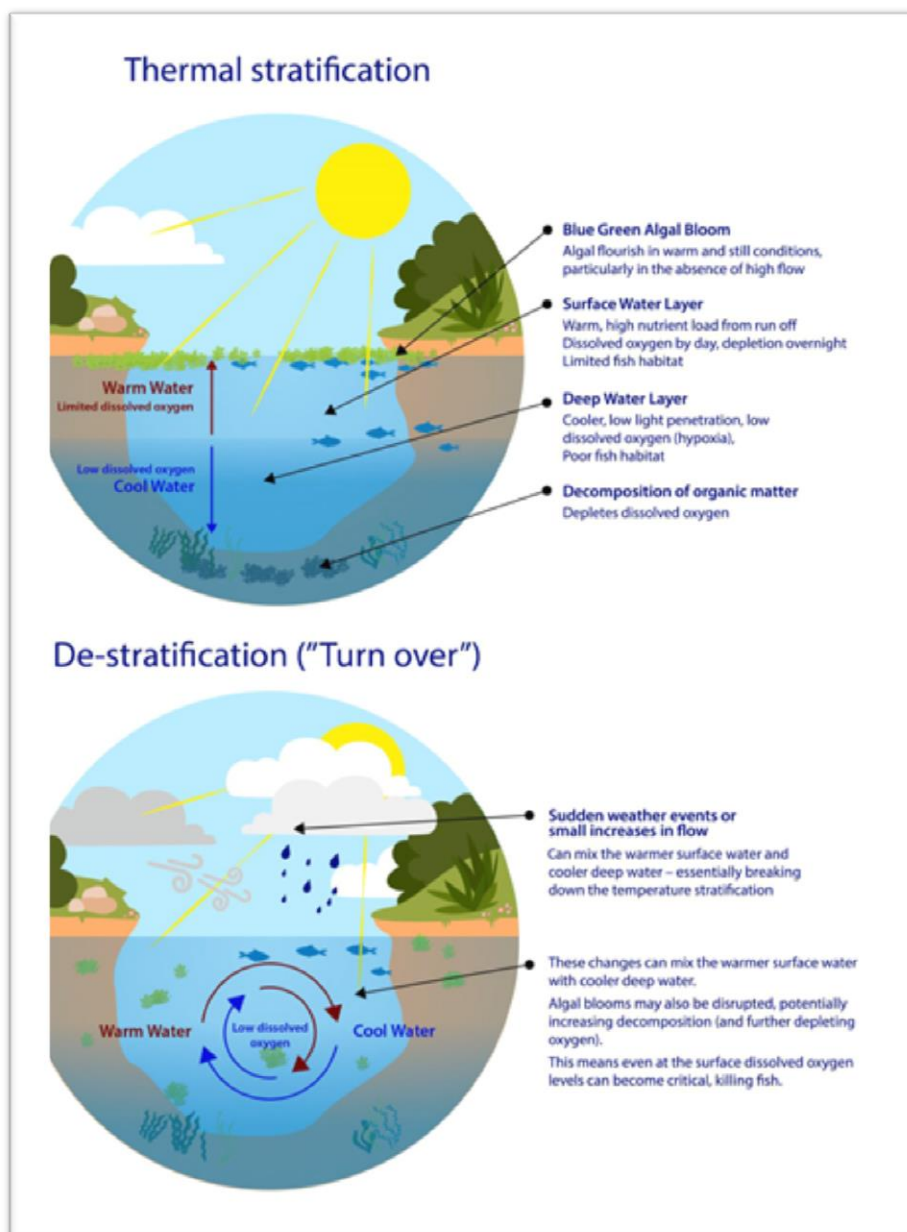 Thermal stratification
Blue Green Algal Bloom
Algal flourish in warm and still conditions,
particularly in the absence of high flow
Surface Water Layer
Warm, high nutrient load from run off
Dissolved oxygen by day, depletion overnight
Limited fish habitat
Warm Water
Limited dissolved oxygen
Deep Water Layer
Cooler, low light penetration, low
dissolved oxygen (hypoxia),
Poor fish habitat
Low dissolved oxygen
Cool Water
Decomposition of organic matter
Depletes dissolved oxygen
De-stratification ("Turn over")
Sudden weather events or
small increases in flow
Can mix the warmer surface water and
cooler deep water – essentially breaking
down the temperature stratification
These changes can mix the warmer surface water
with cooler deep water.
Algal blooms may also be disrupted, potentially
increasing decomposition (and further depleting
oxygen).
This means even at the surface dissolved oxygen
levels can become critical, killing fish.
Warm Water
Low dissolved
oxygen
Cool Water